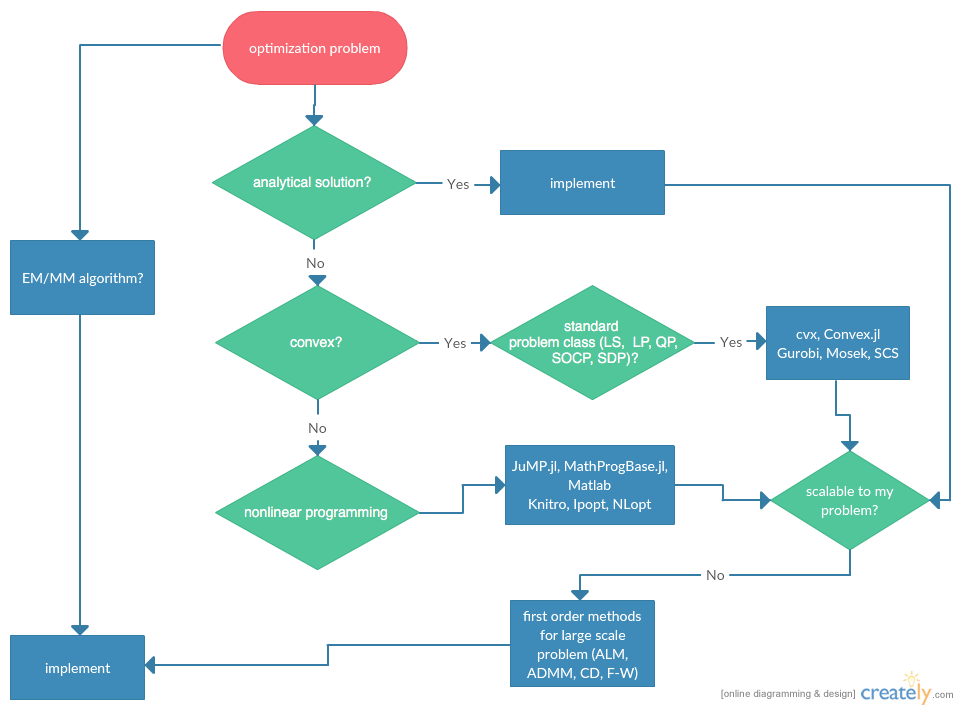 optimization problem
analytical solution?
Yes
implement
No
EM/MM algorithm?
convex?
Yes
standard
problem class (LS, LP, QP,
SOCP, SDP)?
Yes
cvx, Convex.jl
Gurobi, Mosek, SCS
No
nonlinear programming
JuMP.jl, MathProgBase.jl,
Matlab
Knitro, Ipopt, NLopt
scalable to my
problem?
No
first order methods
for large scale
problem (ALM,
ADMM, CD, F-W)
implement
[online diagramming & design] creately.com